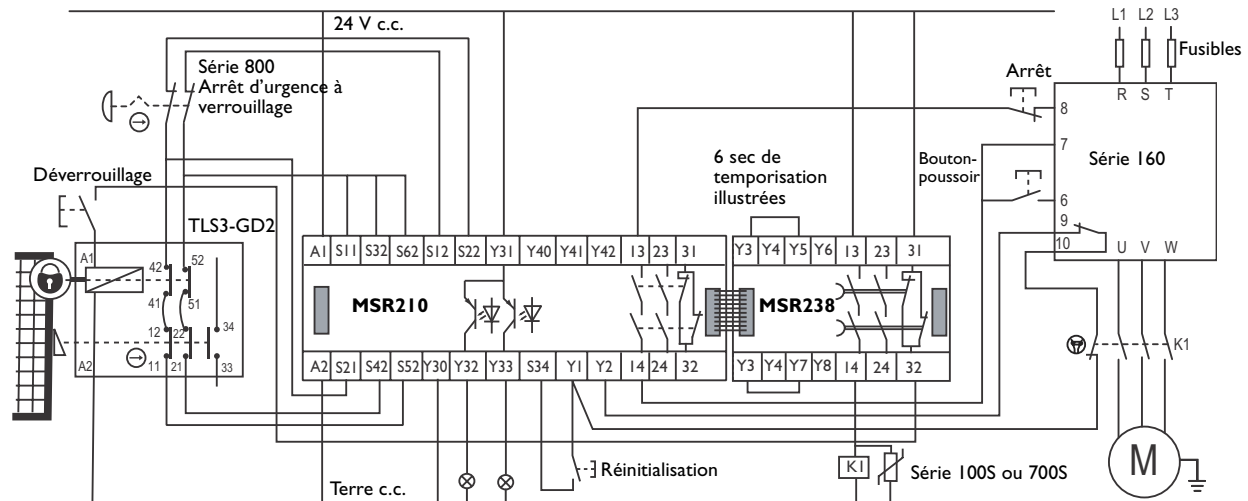 24 V c.c.
L1 L2 L3
Fusibles
Série 800
Arrêt d'urgence à
verrouillage
Arrêt
R S T
8
7
Série 160
6 sec de
temporisation
illustrées
Bouton-
poussoir
6
9
10
U V W
Déverrouillage
TLS3-GD2
A1 S11 S32 S62 S12 S22 Y31 Y40 Y41 Y42 13 23 31
Y3 Y4 Y5 Y6 13 23 31
A1
42
52
41
51
MSR210
MSR238
12
22
34
A2
11
21
33
K1
A2 S21 S42 S52 Y30 Y32 Y33 S34 Y1 Y2 14 24 32
Y3 Y4 Y7 Y8 14 24 32
M
Réinitialisation
K1
Série 100S ou 700S
Terre c.c.